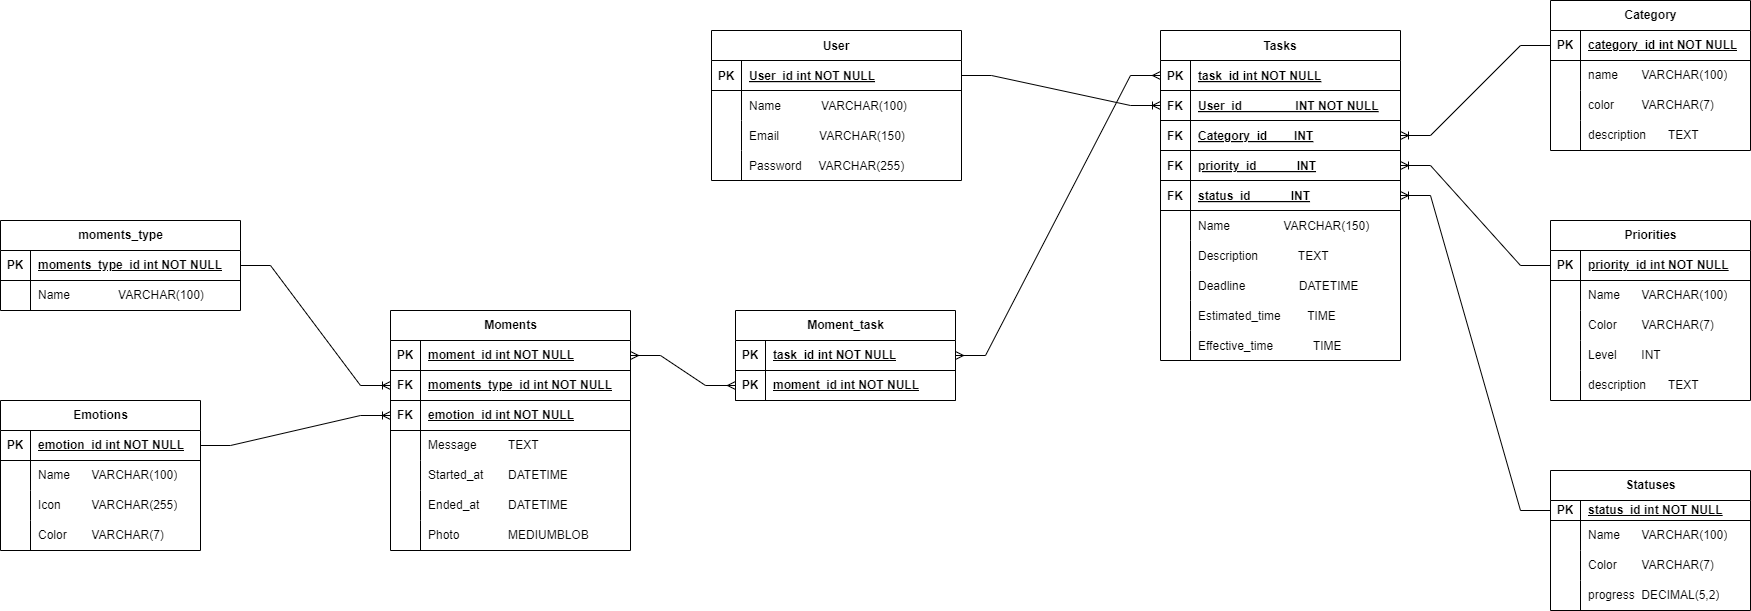 User
PK User_id int NOT NULL
Name VARCHAR(100)
Email VARCHAR(150)
Password VARCHAR(255)
Tasks
PK task_id int NOT NULL
FK User_id INT NOT NULL
FK Category_id INT
FK priority_id INT
FK status_id INT
Name VARCHAR(150)
Description TEXT
Deadline DATETIME
Estimated_time TIME
Effective_time TIME
Category
PK category_id int NOT NULL
name VARCHAR(100)
color VARCHAR(7)
description TEXT
moments_type
PK moments_type_id int NOT NULL
Name VARCHAR(100)
Emotions
PK emotion_id int NOT NULL
Name VARCHAR(100)
Icon VARCHAR(255)
Color VARCHAR(7)
Moments
PK moment_id int NOT NULL
FK moments_type_id int NOT NULL
FK emotion_id int NOT NULL
Message TEXT
Started_at DATETIME
Ended_at DATETIME
Photo MEDIUMBLOB
Moment_task
PK task_id int NOT NULL
PK moment_id int NOT NULL
Priorities
PK priority_id int NOT NULL
Name VARCHAR(100)
Color VARCHAR(7)
Level INT
description TEXT
Statuses
PK status_id int NOT NULL
Name VARCHAR(100)
Color VARCHAR(7)
progress DECIMAL(5,2)